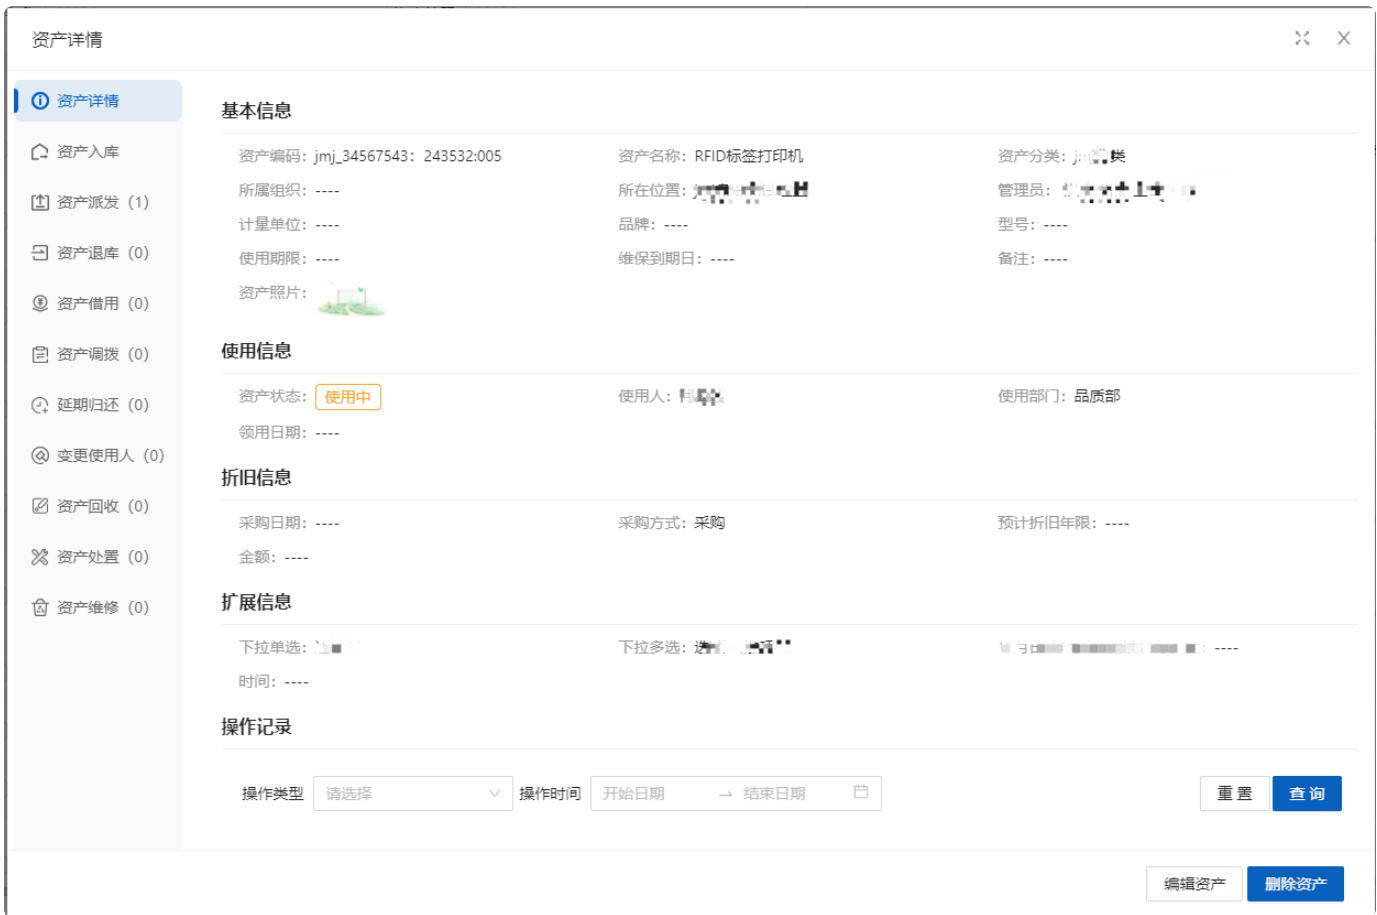 资产详情
资产详情
资产入库
资产派发 (1)
资产退库 (0)
资产借用 (0)
资产调拨 (0)
延期归还 (0)
变更使用人 (0)
资产回收 (0)
资产处置 (0)
资产维修 (0)
基本信息
资产编码: jmj_34567543：243532:005 资产名称: RFID标签打印机 资产分类:
所属组织: ---- 所在位置: 管理员:
计量单位: ---- 品牌: ---- 型号: ----
使用期限: ---- 维保到期日: ---- 备注: ----
资产照片:
使用信息
资产状态: 使用中 使用人: 使用部门: 品质部
领用日期: ----
折旧信息
采购日期: ---- 采购方式: 采购 预计折旧年限: ----
金额: ----
扩展信息
下拉单选: 下拉多选: ----
时间: ----
操作记录
操作类型 请选择 操作时间 开始日期 → 结束日期 重置 查询
编辑资产 删除资产